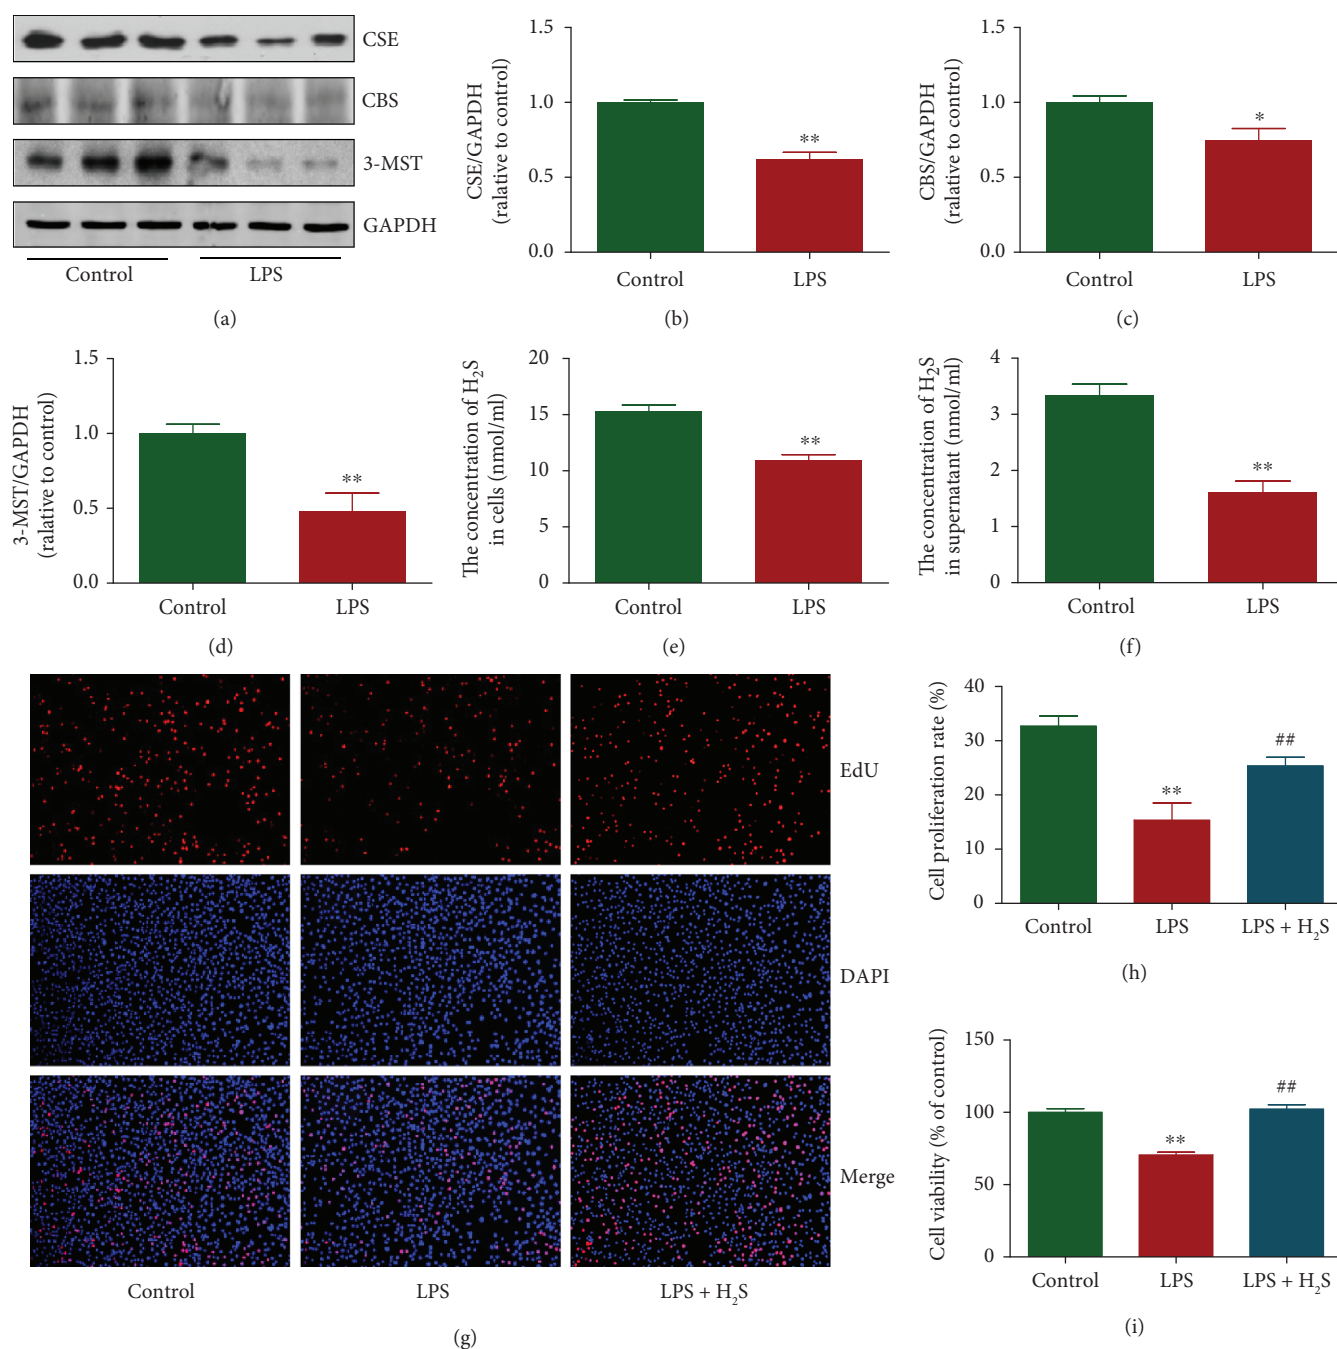 CSE
CBS
3-MST
GAPDH
Control
LPS
(a)
CSE/GAPDH
(ralative to control)
1.5
1.0
0.5
0.0
**
Control
LPS
(b)
CBS/GAPDH
(ralative to control)
1.5
1.0
0.5
0.0
*
Control
LPS
(c)
3-MST/GAPDH
(ralative to control)
1.5
1.0
0.5
0.0
**
Control
LPS
(d)
The concentration of H₂S
in cells (nmol/ml)
20
15
10
5
0
**
Control
LPS
(e)
The concentration of H₂S
in supernatant (nmol/ml)
4
3
2
1
0
**
Control
LPS
(f)
EdU
DAPI
Merge
Control
LPS
LPS + H₂S
(g)
Cell proliferation rate (%)
40
30
20
10
0
**
##
Control
LPS
LPS + H₂S
(h)
Cell viability (% of control)
150
100
50
0
**
##
Control
LPS
LPS + H₂S
(i)